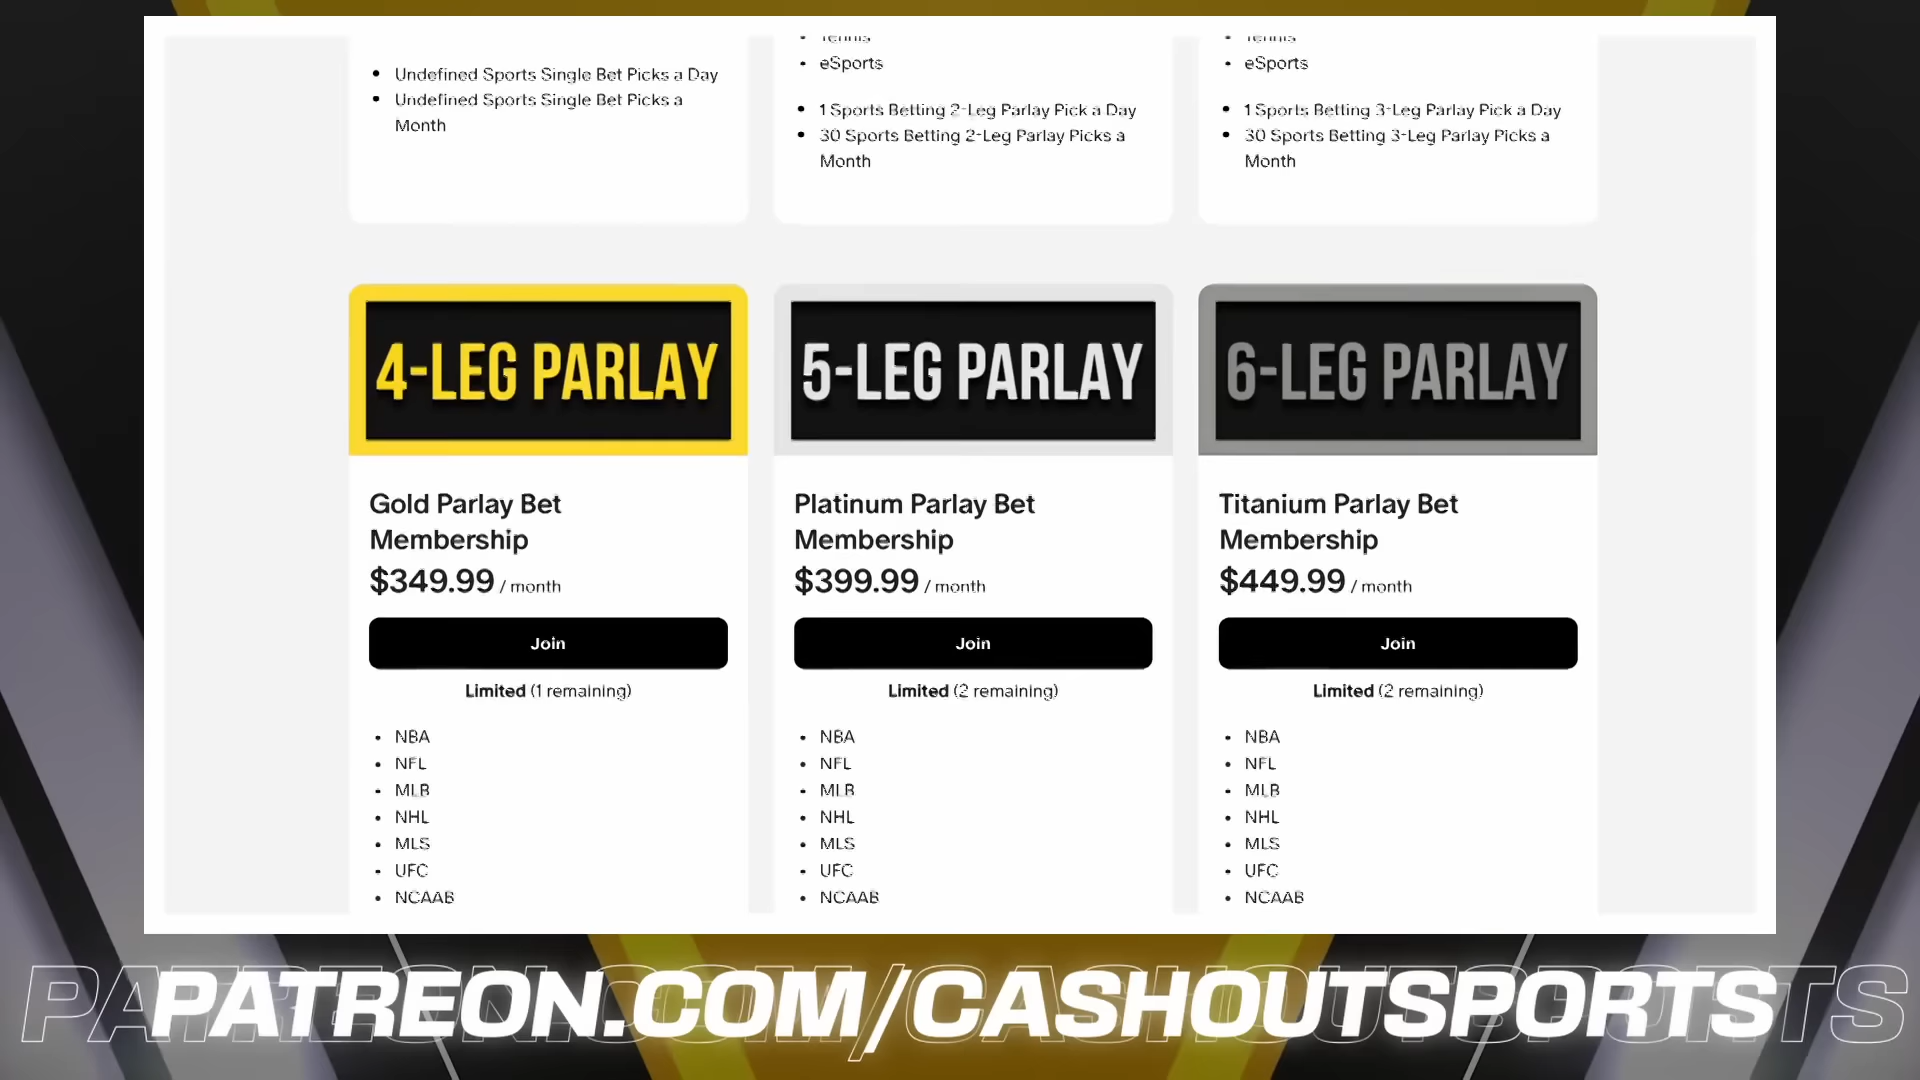 Undefined Sports Single Bet Picks a Day
Undefined Sports Single Bet Picks a
Month
Tennis
eSports
1 Sports Betting 2-Leg Parlay Pick a Day
30 Sports Betting 2-Leg Parlay Picks a
Month
Tennis
eSports
1 Sports Betting 3-Leg Parlay Pick a Day
30 Sports Betting 3-Leg Parlay Picks a
Month
4-LEG PARLAY
Gold Parlay Bet
Membership
$349.99 / month
Join
Limited (1 remaining)
NBA
NFL
MLB
NHL
MLS
UFC
NCAAB
5-LEG PARLAY
Platinum Parlay Bet
Membership
$399.99 / month
Join
Limited (2 remaining)
NBA
NFL
MLB
NHL
MLS
UFC
NCAAB
6-LEG PARLAY
Titanium Parlay Bet
Membership
$449.99 / month
Join
Limited (2 remaining)
NBA
NFL
MLB
NHL
MLS
UFC
NCAAB
PATREON.COM/CASHOUTSPORTS